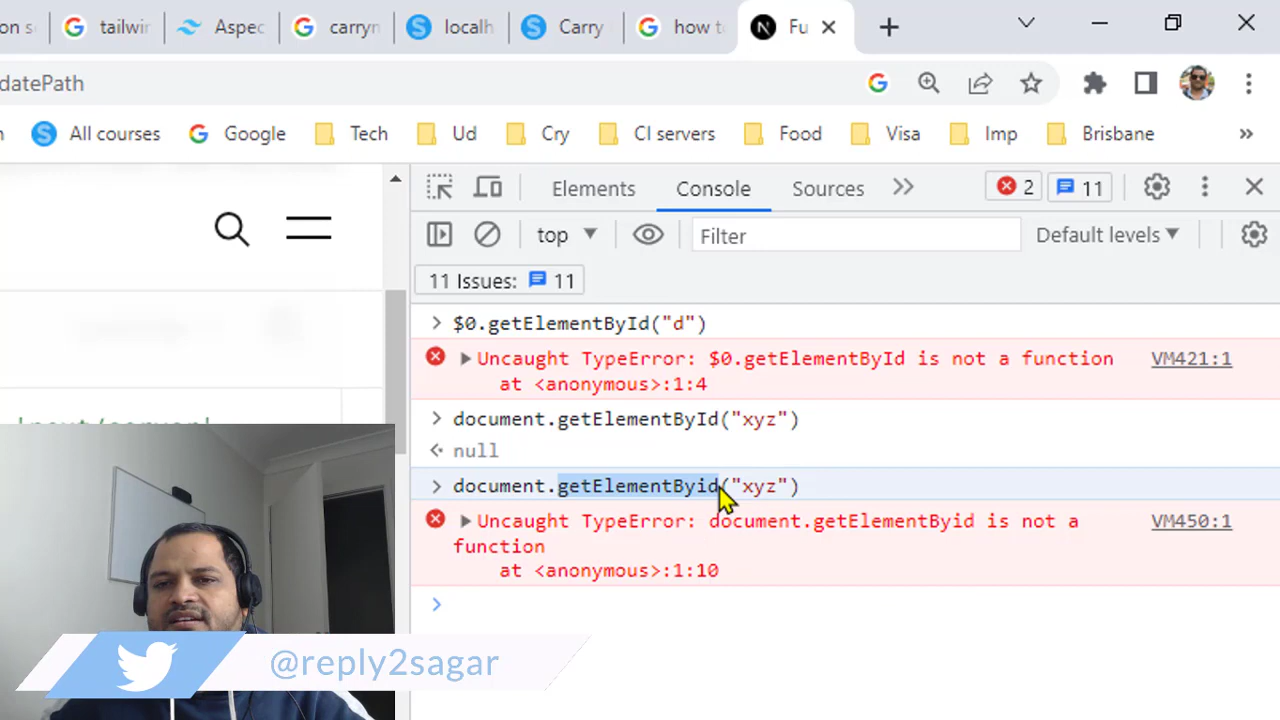 on s
tailwin
Aspec
carryn
localh
Carry
how to
Fu
datePath
All courses
Google
Tech
Ud
Cry
CI servers
Food
Visa
Imp
Brisbane
»
Elements
Console
Sources
»
2
11
top
Filter
Default levels
11 Issues:
11
> $0.getElementById("d")
Uncaught TypeError: $0.getElementById is not a function
VM421:1
at <anonymous>:1:4
> document.getElementById("xyz")
null
> document.getElementByid("xyz")
Uncaught TypeError: document.getElementByid is not a
VM450:1
function
at <anonymous>:1:10
>
@reply2sagar